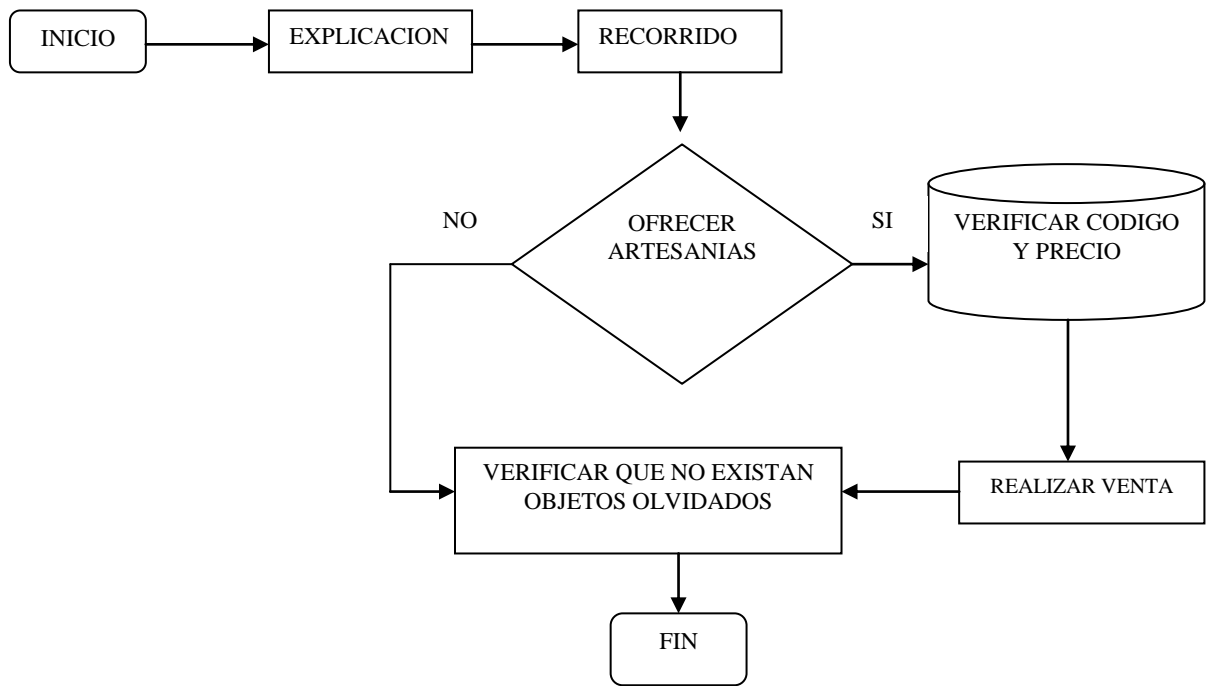 INICIO
EXPLICACION
RECORRIDO
NO
OFRECER
ARTESANIAS
SI
VERIFICAR CODIGO
Y PRECIO
VERIFICAR QUE NO EXISTAN
OBJETOS OLVIDADOS
REALIZAR VENTA
FIN